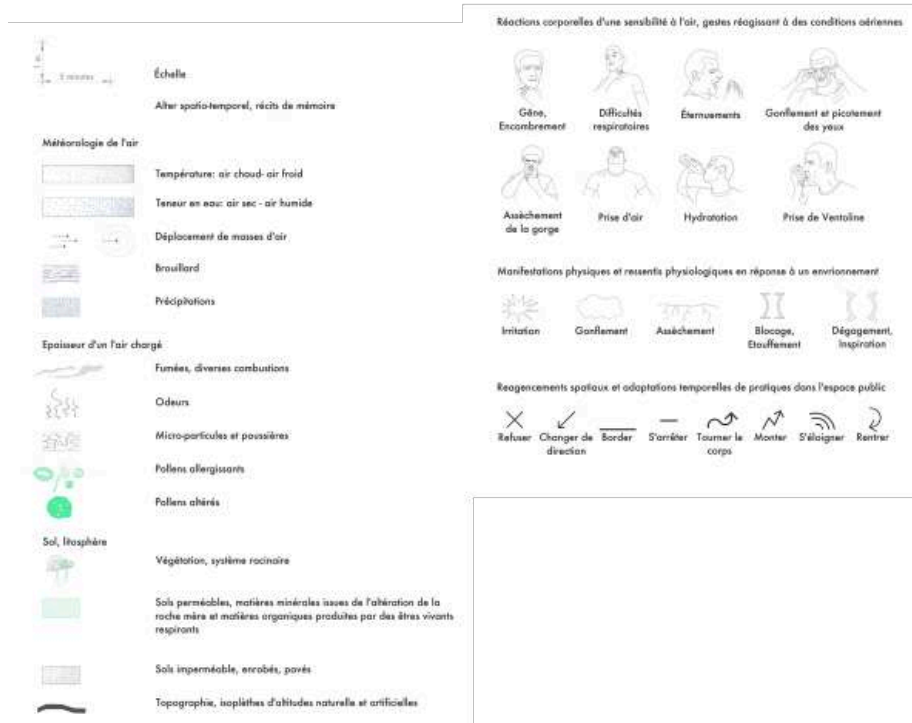 5 minutes
Échelle
Alter spatio-temporel, récits de mémoire
Météorologie de l'air
Température: air chaud- air froid
Teneur en eau: air sec - air humide
Déplacement de masses d'air
Brouillard
Précipitations
Epaisseur d'un l'air chargé
Fumées, diverses combustions
Odeurs
Micro-particules et poussières
Pollens allergissants
Pollens altérés
Sol, litosphère
Végétation, système racinaire
Sols perméables, matières minérales issues de l'altération de la
roche mère et matières organiques produites par des êtres vivants
respirants
Sols imperméable, enrobés, pavés
Topographie, isoplèthes d'altitudes naturelle et artificielles
Réactions corporelles d'une sensibilité à l'air, gestes réagissant à des conditions aériennes
Gêne,
Encombrement
Difficultés
respiratoires
Éternuements
Gonflement et picotement
des yeux
Assèchement
de la gorge
Prise d'air
Hydratation
Prise de Ventoline
Manifestations physiques et ressentis physiologiques en réponse à un envrionnement
Irritation
Gonflement
Assèchement
Blocage,
Etouffement
Dégagement,
Inspiration
Reagencements spatiaux et adaptations temporelles de pratiques dans l'espace public
Refuser
Changer de
direction
Border
S'arrêter
Tourner le
corps
Monter
S'éloigner
Rentrer